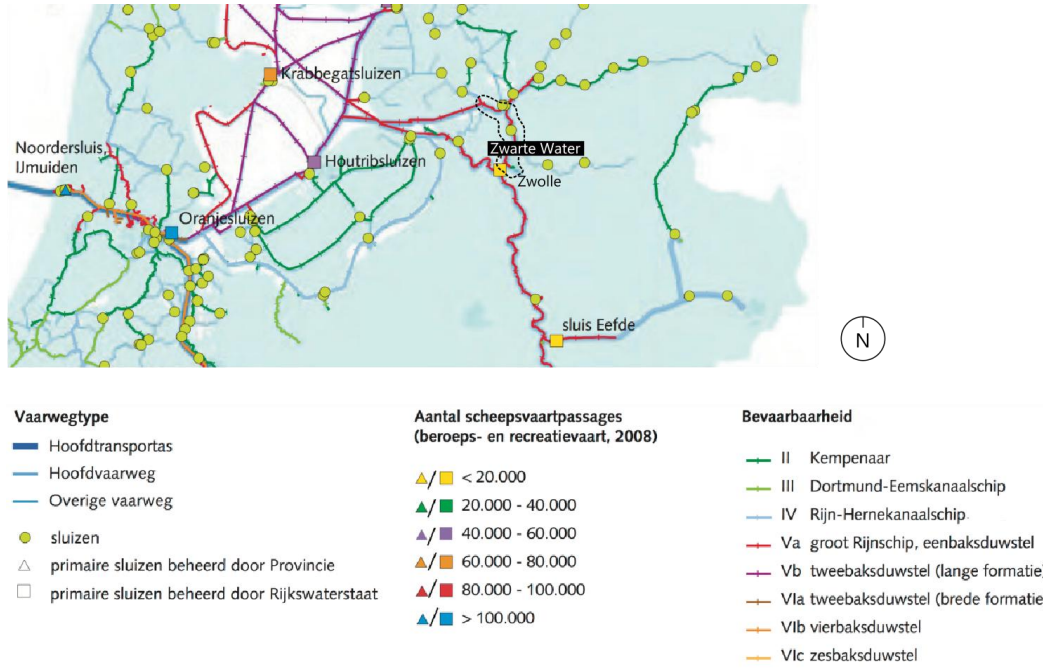 Krabbegatsluizen
Noordersluis
IJmuiden
Zwarte Water
Houtribsluizen
Zwolle
Oranjesluizen
sluis Eefde
N
Vaarwegtype
Hoofdtransportas
Hoofdvaarweg
Overige vaarweg
sluizen
primaire sluizen beheerd door Provincie
primaire sluizen beheerd door Rijkswaterstaat
Aantal scheepsvaartpassages
(beroeps- en recreatievaart, 2008)
/ < 20.000
/ 20.000 - 40.000
/ 40.000 - 60.000
/ 60.000 - 80.000
/ 80.000 - 100.000
/ > 100.000
Bevaarbaarheid
II Kempenaar
III Dortmund-Eemskanaalschip
IV Rijn-Hernekanaalschip
Va groot Rijnschip, eenbaksduwstel
Vb tweebaksduwstel (lange formatie)
VIa tweebaksduwstel (brede formatie
VIb vierbaksduwstel
VIc zesbaksduwstel